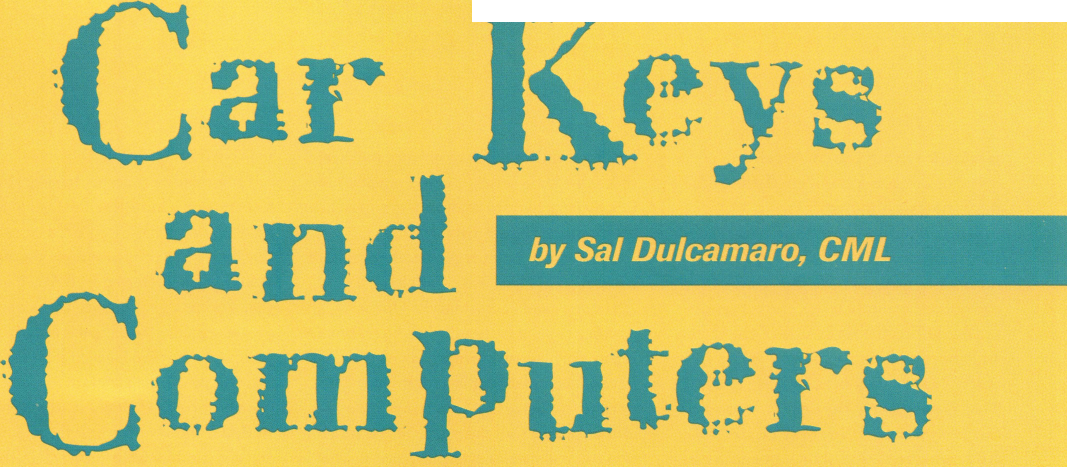 Car Keys
and
by Sal Dulcamaro, CML
Computers